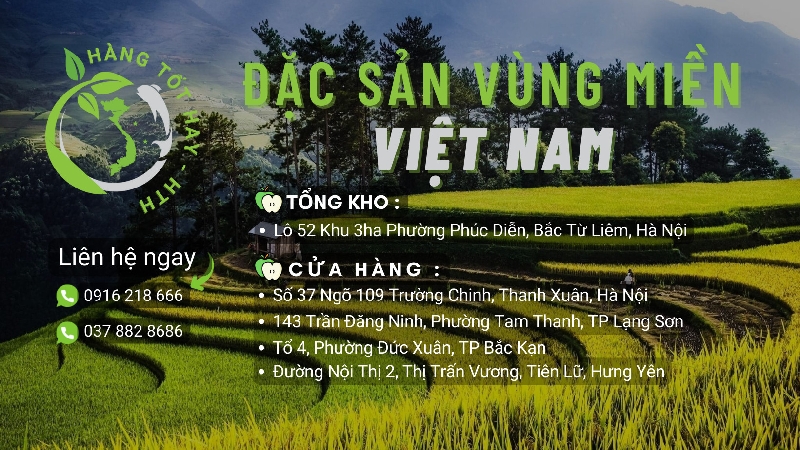 HÀNG TỐT HAY - HTH
ĐẶC SẢN VÙNG MIỀN
VIỆT NAM
TỔNG KHO :
Lô 52 Khu 3ha Phường Phúc Diễn, Bắc Từ Liêm, Hà Nội
Liên hệ ngay
0916 218 666
037 882 8686
CỬA HÀNG :
Số 37 Ngõ 109 Trường Chinh, Thanh Xuân, Hà Nội
143 Trần Đăng Ninh, Phường Tam Thanh, TP Lạng Sơn
Tổ 4, Phường Đức Xuân, TP Bắc Kạn
Đường Nội Thị 2, Thị Trấn Vương, Tiên Lữ, Hưng Yên